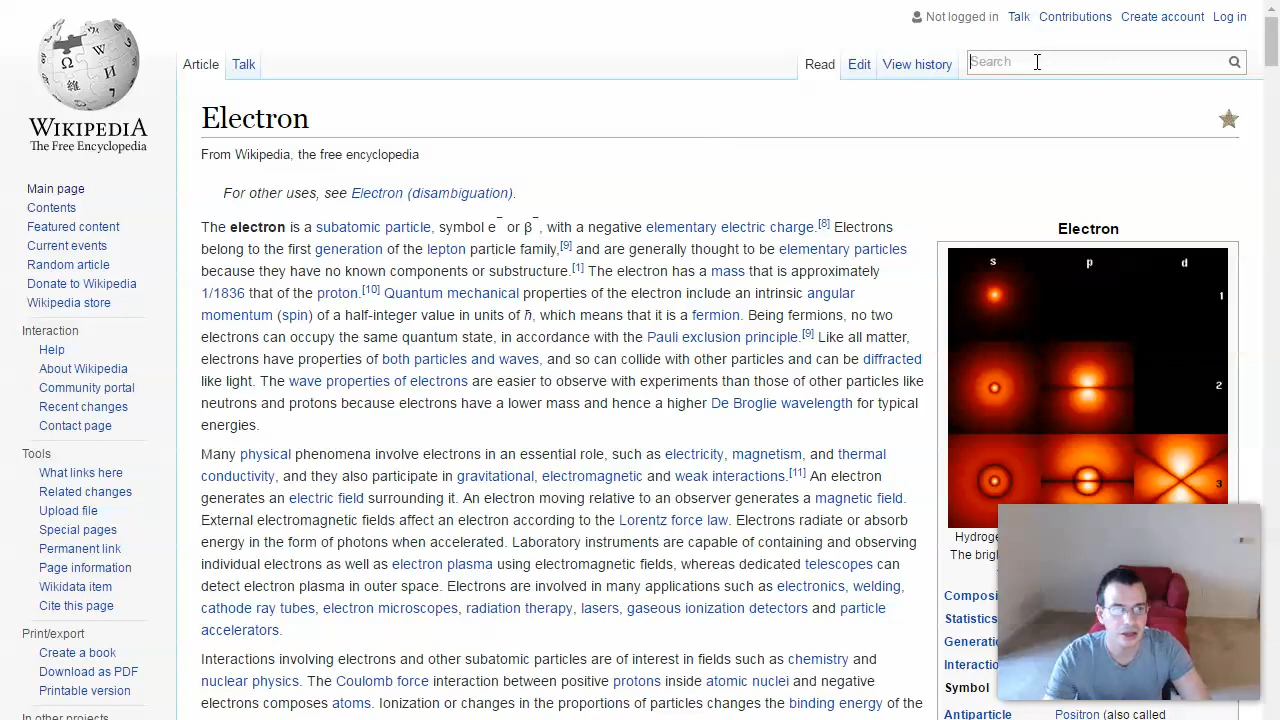 Not logged in Talk Contributions Create account Log in
Article Talk Read Edit View history Search
WIKIPEDIA
The Free Encyclopedia
Main page
Contents
Featured content
Current events
Random article
Donate to Wikipedia
Wikipedia store
Interaction
Help
About Wikipedia
Community portal
Recent changes
Contact page
Tools
What links here
Related changes
Upload file
Special pages
Permanent link
Page information
Wikidata item
Cite this page
Print/export
Create a book
Download as PDF
Printable version
In other projects
Electron
From Wikipedia, the free encyclopedia
For other uses, see Electron (disambiguation).
The electron is a subatomic particle, symbol e− or β−, with a negative elementary electric charge.[8] Electrons
belong to the first generation of the lepton particle family,[9] and are generally thought to be elementary particles
because they have no known components or substructure.[1] The electron has a mass that is approximately
1/1836 that of the proton.[10] Quantum mechanical properties of the electron include an intrinsic angular
momentum (spin) of a half-integer value in units of ħ, which means that it is a fermion. Being fermions, no two
electrons can occupy the same quantum state, in accordance with the Pauli exclusion principle.[9] Like all matter,
electrons have properties of both particles and waves, and so can collide with other particles and can be diffracted
like light. The wave properties of electrons are easier to observe with experiments than those of other particles like
neutrons and protons because electrons have a lower mass and hence a higher De Broglie wavelength for typical
energies.
Many physical phenomena involve electrons in an essential role, such as electricity, magnetism, and thermal
conductivity, and they also participate in gravitational, electromagnetic and weak interactions.[11] An electron
generates an electric field surrounding it. An electron moving relative to an observer generates a magnetic field.
External electromagnetic fields affect an electron according to the Lorentz force law. Electrons radiate or absorb
energy in the form of photons when accelerated. Laboratory instruments are capable of containing and observing
individual electrons as well as electron plasma using electromagnetic fields, whereas dedicated telescopes can
detect electron plasma in outer space. Electrons are involved in many applications such as electronics, welding,
cathode ray tubes, electron microscopes, radiation therapy, lasers, gaseous ionization detectors and particle
accelerators.
Interactions involving electrons and other subatomic particles are of interest in fields such as chemistry and
nuclear physics. The Coulomb force interaction between positive protons inside atomic nuclei and negative
electrons composes atoms. Ionization or changes in the proportions of particles changes the binding energy of the
Electron
s p d
1
2
3
Hydroge
The brigh
Composi
Statistics
Generati
Interactio
Symbol
Antiparticle Positron (also called